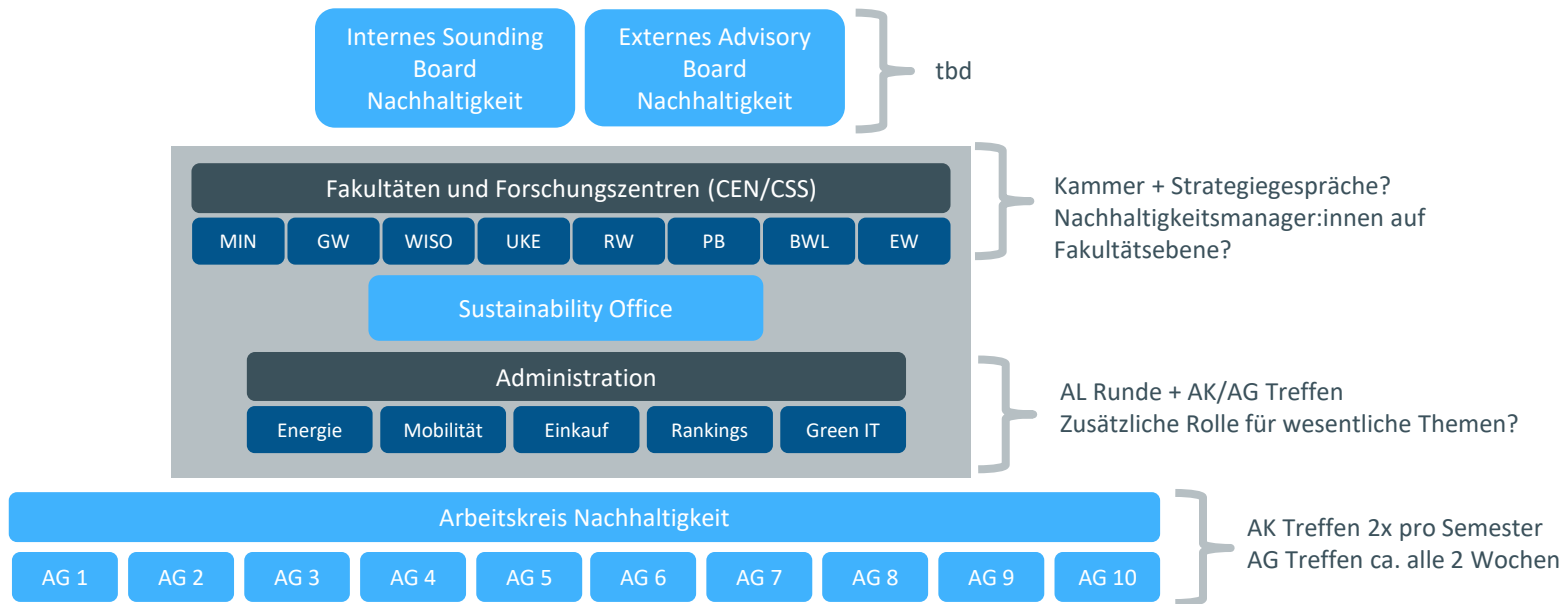 Internes Sounding
Board
Nachhaltigkeit
Externes Advisory
Board
Nachhaltigkeit
tbd
Fakultäten und Forschungszentren (CEN/CSS)
MIN
GW
WISO
UKE
RW
PB
BWL
EW
Kammer + Strategiegespräche?
Nachhaltigkeitsmanager:innen auf
Fakultätsebene?
Sustainability Office
Administration
Energie
Mobilität
Einkauf
Rankings
Green IT
AL Runde + AK/AG Treffen
Zusätzliche Rolle für wesentliche Themen?
Arbeitskreis Nachhaltigkeit
AG 1
AG 2
AG 3
AG 4
AG 5
AG 6
AG 7
AG 8
AG 9
AG 10
AK Treffen 2x pro Semester
AG Treffen ca. alle 2 Wochen